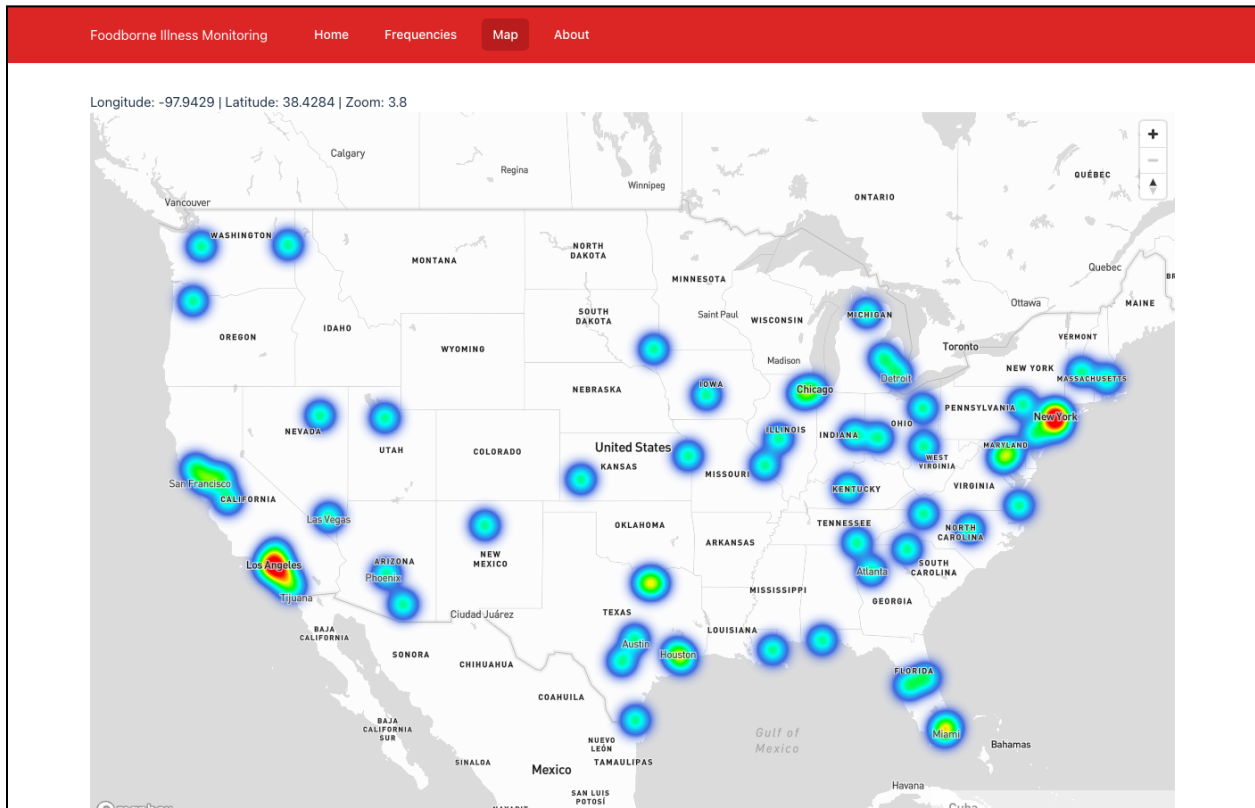 Foodborne Illness Monitoring Home Frequencies Map About
Longitude: -97.9429 | Latitude: 38.4284 | Zoom: 3.8
Calgary
Regina
Winnipeg
Vancouver
ONTARIO
QUÉBEC
WASHINGTON
MONTANA
NORTH
DAKOTA
MINNESOTA
Quebec
Ottawa
MAINE
OREGON
IDAHO
SOUTH
DAKOTA
Saint Paul
WISCONSIN
MICHIGAN
Toronto
VERMONT
WYOMING
Madison
NEW YORK
MASSACHUSETTS
Detroit
NEBRASKA
IOWA
Chicago
PENNSYLVANIA
New York
NEVADA
UTAH
COLORADO
United States
KANSAS
ILLINOIS
INDIANA
OHIO
MARYLAND
WEST
VIRGINIA
San Francisco
CALIFORNIA
MISSOURI
KENTUCKY
VIRGINIA
Las Vegas
OKLAHOMA
TENNESSEE
NORTH
CAROLINA
Los Angeles
ARIZONA
Phoenix
NEW
MEXICO
ARKANSAS
Atlanta
SOUTH
CAROLINA
Tijuana
Ciudad Juárez
TEXAS
MISSISSIPPI
GEORGIA
BAJA
CALIFORNIA
SONORA
CHIHUAHUA
Austin
Houston
LOUISIANA
FLORIDA
COAHUILA
BAJA
CALIFORNIA
SUR
NUEVO
LEÓN
Gulf of
Mexico
Miami
Bahamas
SINALOA
Mexico
TAMAULIPAS
SAN LUIS
POTOSÍ
Havana
Cuba
mapbox